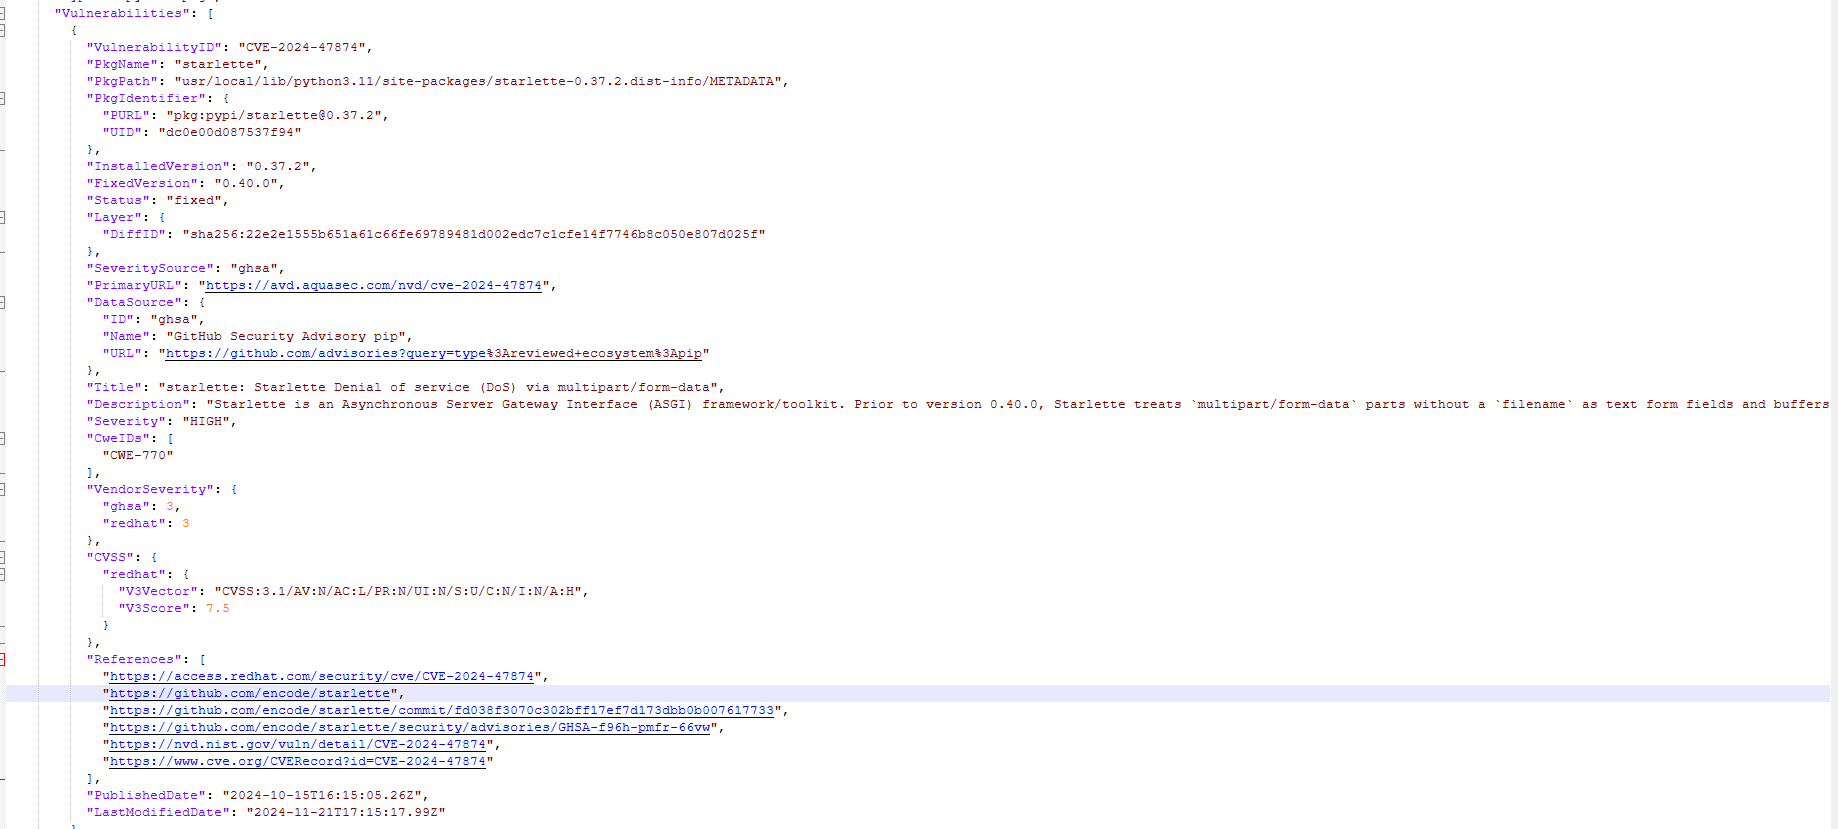 "Vulnerabilities": [
{
"VulnerabilityID": "CVE-2024-47874",
"PkgName": "starlette",
"PkgPath": "usr/local/lib/python3.11/site-packages/starlette-0.37.2.dist-info/METADATA",
"PkgIdentifier": {
"PURL": "pkg:pypi/starlette@0.37.2",
"UID": "dc0e00d087537f94"
},
"InstalledVersion": "0.37.2",
"FixedVersion": "0.40.0",
"Status": "fixed",
"Layer": {
"DiffID": "sha256:22e2e1555b651a61c66fe69789481d002edc7c1cfe14f7746b8c050e807d025f"
},
"SeveritySource": "ghsa",
"PrimaryURL": "https://avd.aquasec.com/nvd/cve-2024-47874",
"DataSource": {
"ID": "ghsa",
"Name": "GitHub Security Advisory pip",
"URL": "https://github.com/advisories?query=type%3Areviewed+ecosystem%3Apip"
},
"Title": "starlette: Starlette Denial of service (DoS) via multipart/form-data",
"Description": "Starlette is an Asynchronous Server Gateway Interface (ASGI) framework/toolkit. Prior to version 0.40.0, Starlette treats `multipart/form-data` parts without a `filename` as text form fields and buffers
"Severity": "HIGH",
"CweIDs": [
"CWE-770"
],
"VendorSeverity": {
"ghsa": 3,
"redhat": 3
},
"CVSS": {
"redhat": {
"V3Vector": "CVSS:3.1/AV:N/AC:L/PR:N/UI:N/S:U/C:N/I:N/A:H",
"V3Score": 7.5
}
},
"References": [
"https://access.redhat.com/security/cve/CVE-2024-47874",
"https://github.com/encode/starlette",
"https://github.com/encode/starlette/commit/fd038f3070c302bff17ef7d173dbb0b007617733",
"https://github.com/encode/starlette/security/advisories/GHSA-f96h-pmfr-66vw",
"https://nvd.nist.gov/vuln/detail/CVE-2024-47874",
"https://www.cve.org/CVERecord?id=CVE-2024-47874"
],
"PublishedDate": "2024-10-15T16:15:05.26Z",
"LastModifiedDate": "2024-11-21T17:15:17.99Z"
}